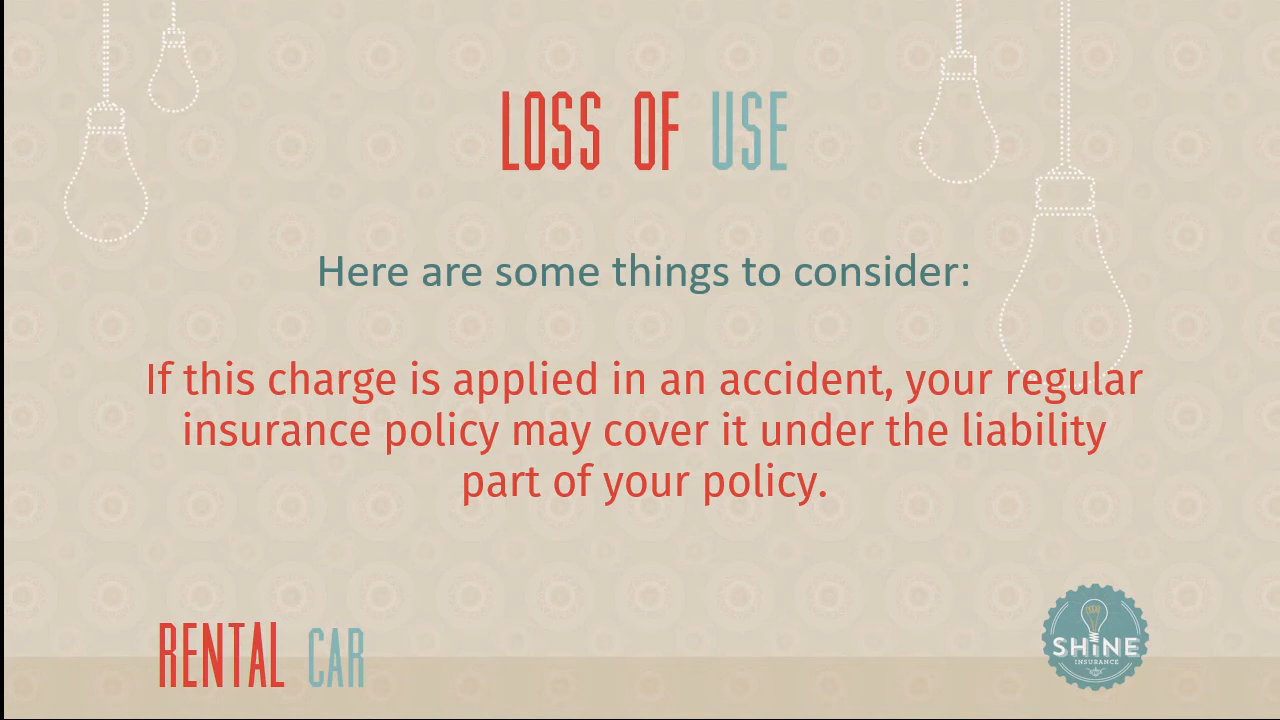 LOSS OF USE
Here are some things to consider:
If this charge is applied in an accident, your regular
insurance policy may cover it under the liability
part of your policy.
RENTAL CAR
SHiNE
INSURANCE